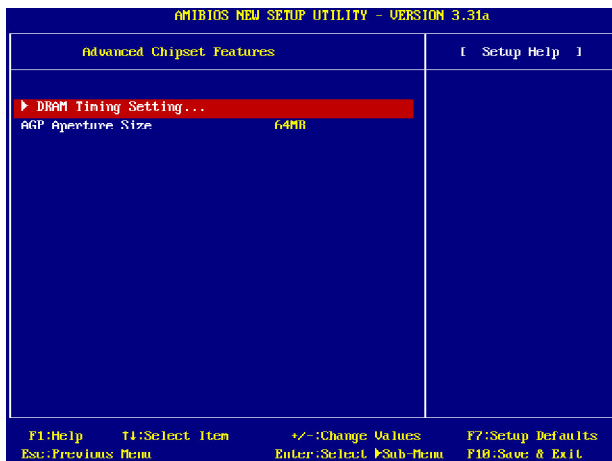 AMIBIOS NEW SETUP UTILITY - VERSION 3.31a
Advanced Chipset Features
[ Setup Help ]
▶ DRAM Timing Setting...
AGP Aperture Size 64MB
F1:Help ↑↓:Select Item +/-:Change Values F7:Setup Defaults
Esc:Previous Menu Enter:Select ▶Sub-Menu F10:Save & Exit